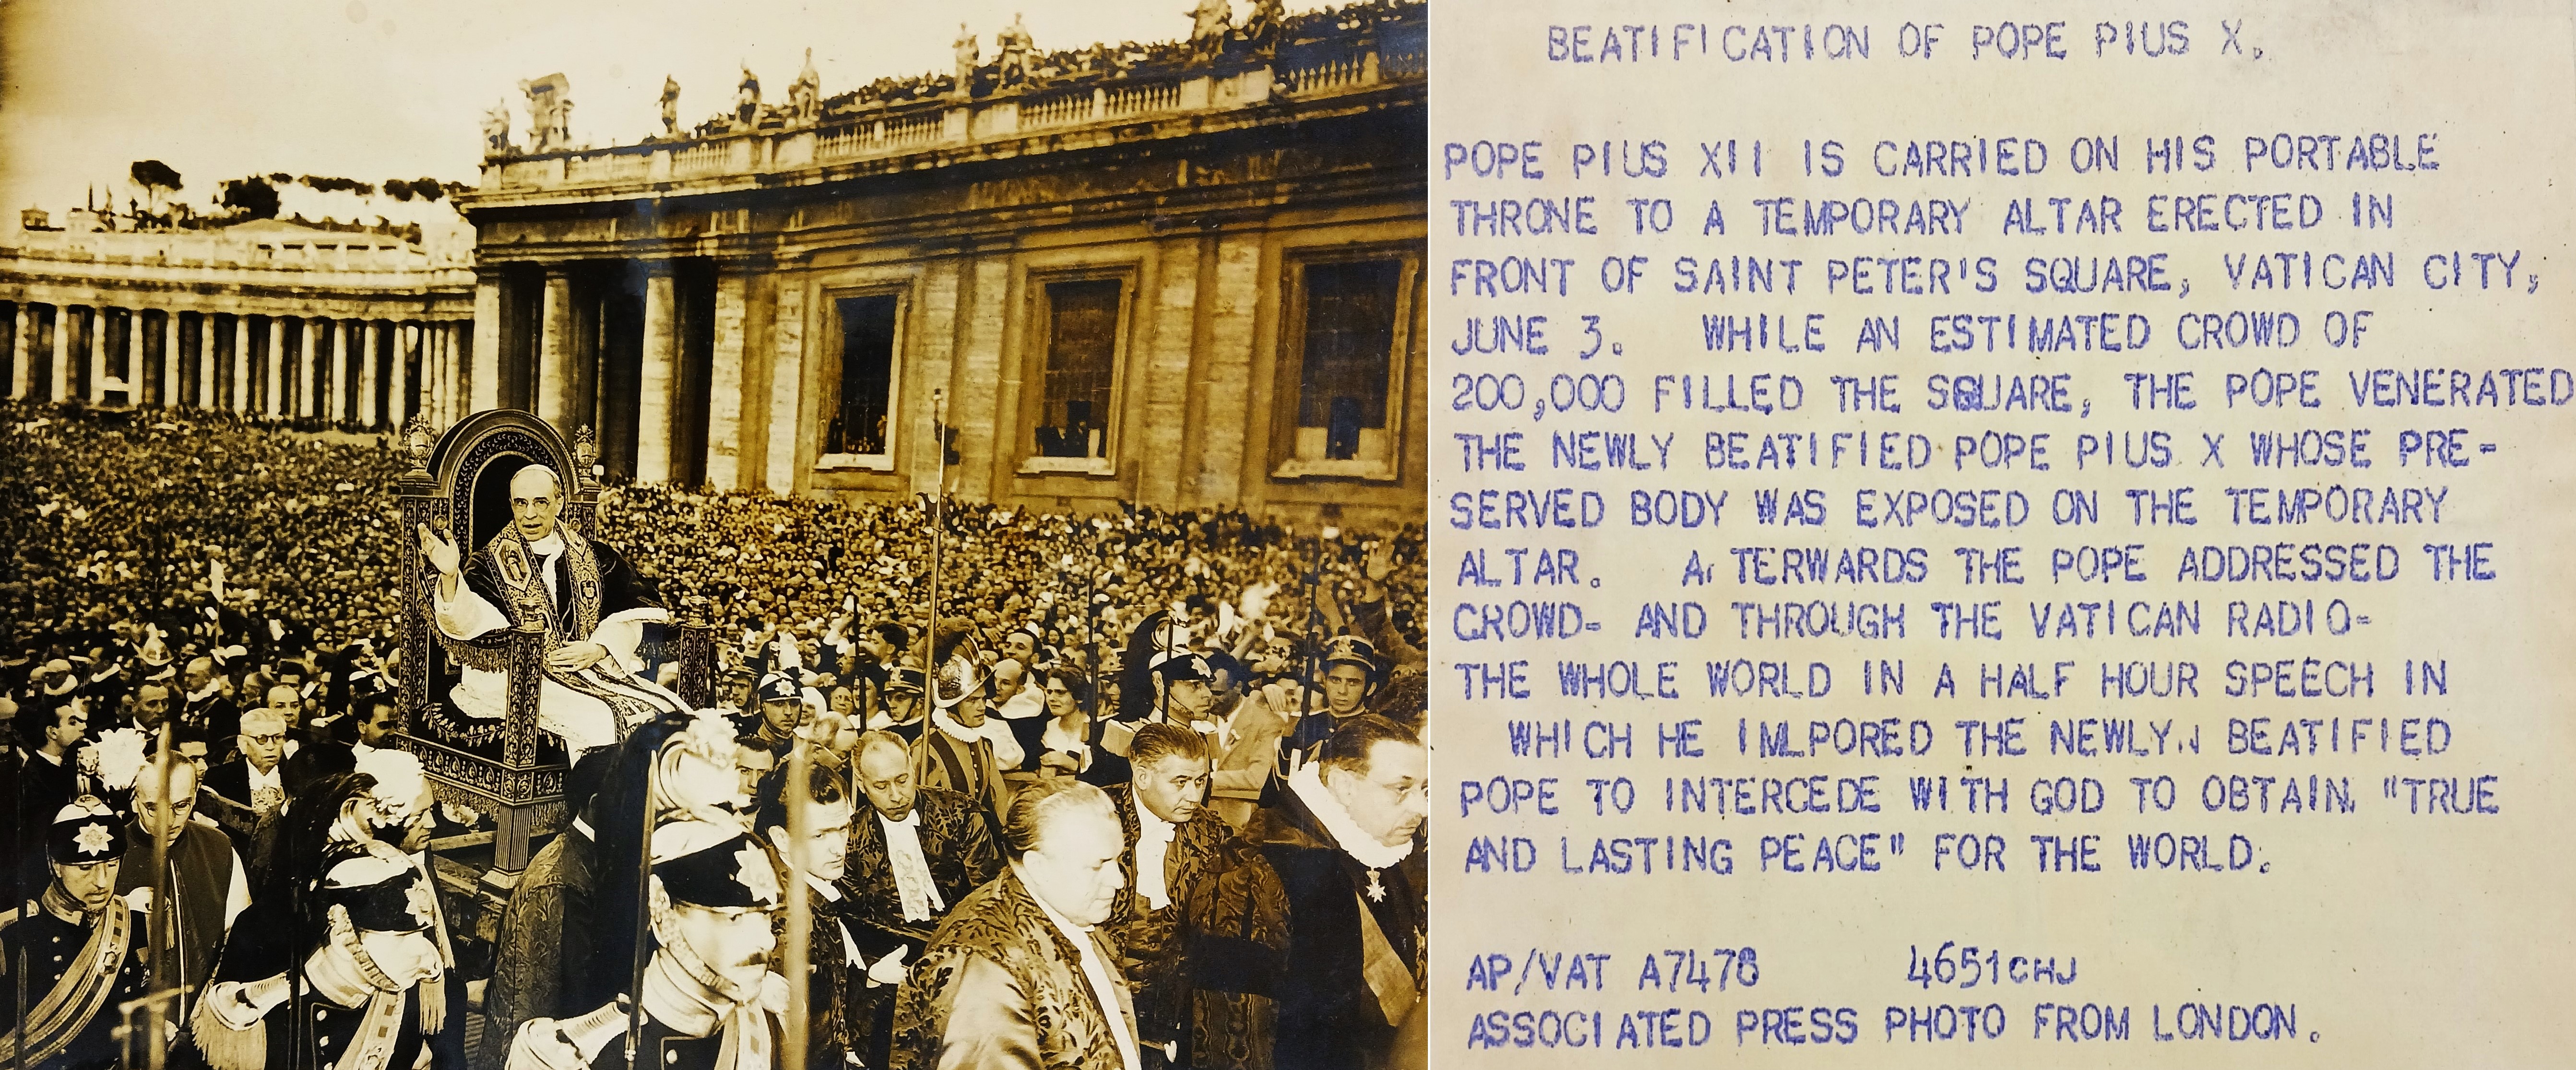 BEATIFICATION OF POPE PIUS X.
POPE PIUS XII IS CARRIED ON HIS PORTABLE
THRONE TO A TEMPORARY ALTAR ERECTED IN
FRONT OF SAINT PETER'S SQUARE, VATICAN CITY,
JUNE 3. WHILE AN ESTIMATED CROWD OF
200,000 FILLED THE SQUARE, THE POPE VENERATED
THE NEWLY BEATIFIED POPE PIUS X WHOSE PRE-
SERVED BODY WAS EXPOSED ON THE TEMPORARY
ALTAR. A TERWARDS THE POPE ADDRESSED THE
CROWD- AND THROUGH THE VATICAN RADIO-
THE WHOLE WORLD IN A HALF HOUR SPEECH IN
WHICH HE IMLPORED THE NEWLY BEATIFIED
POPE TO INTERCEDE WITH GOD TO OBTAIN "TRUE
AND LASTING PEACE" FOR THE WORLD.
AP/VAT A7478 4651CHJ
ASSOCIATED PRESS PHOTO FROM LONDON.